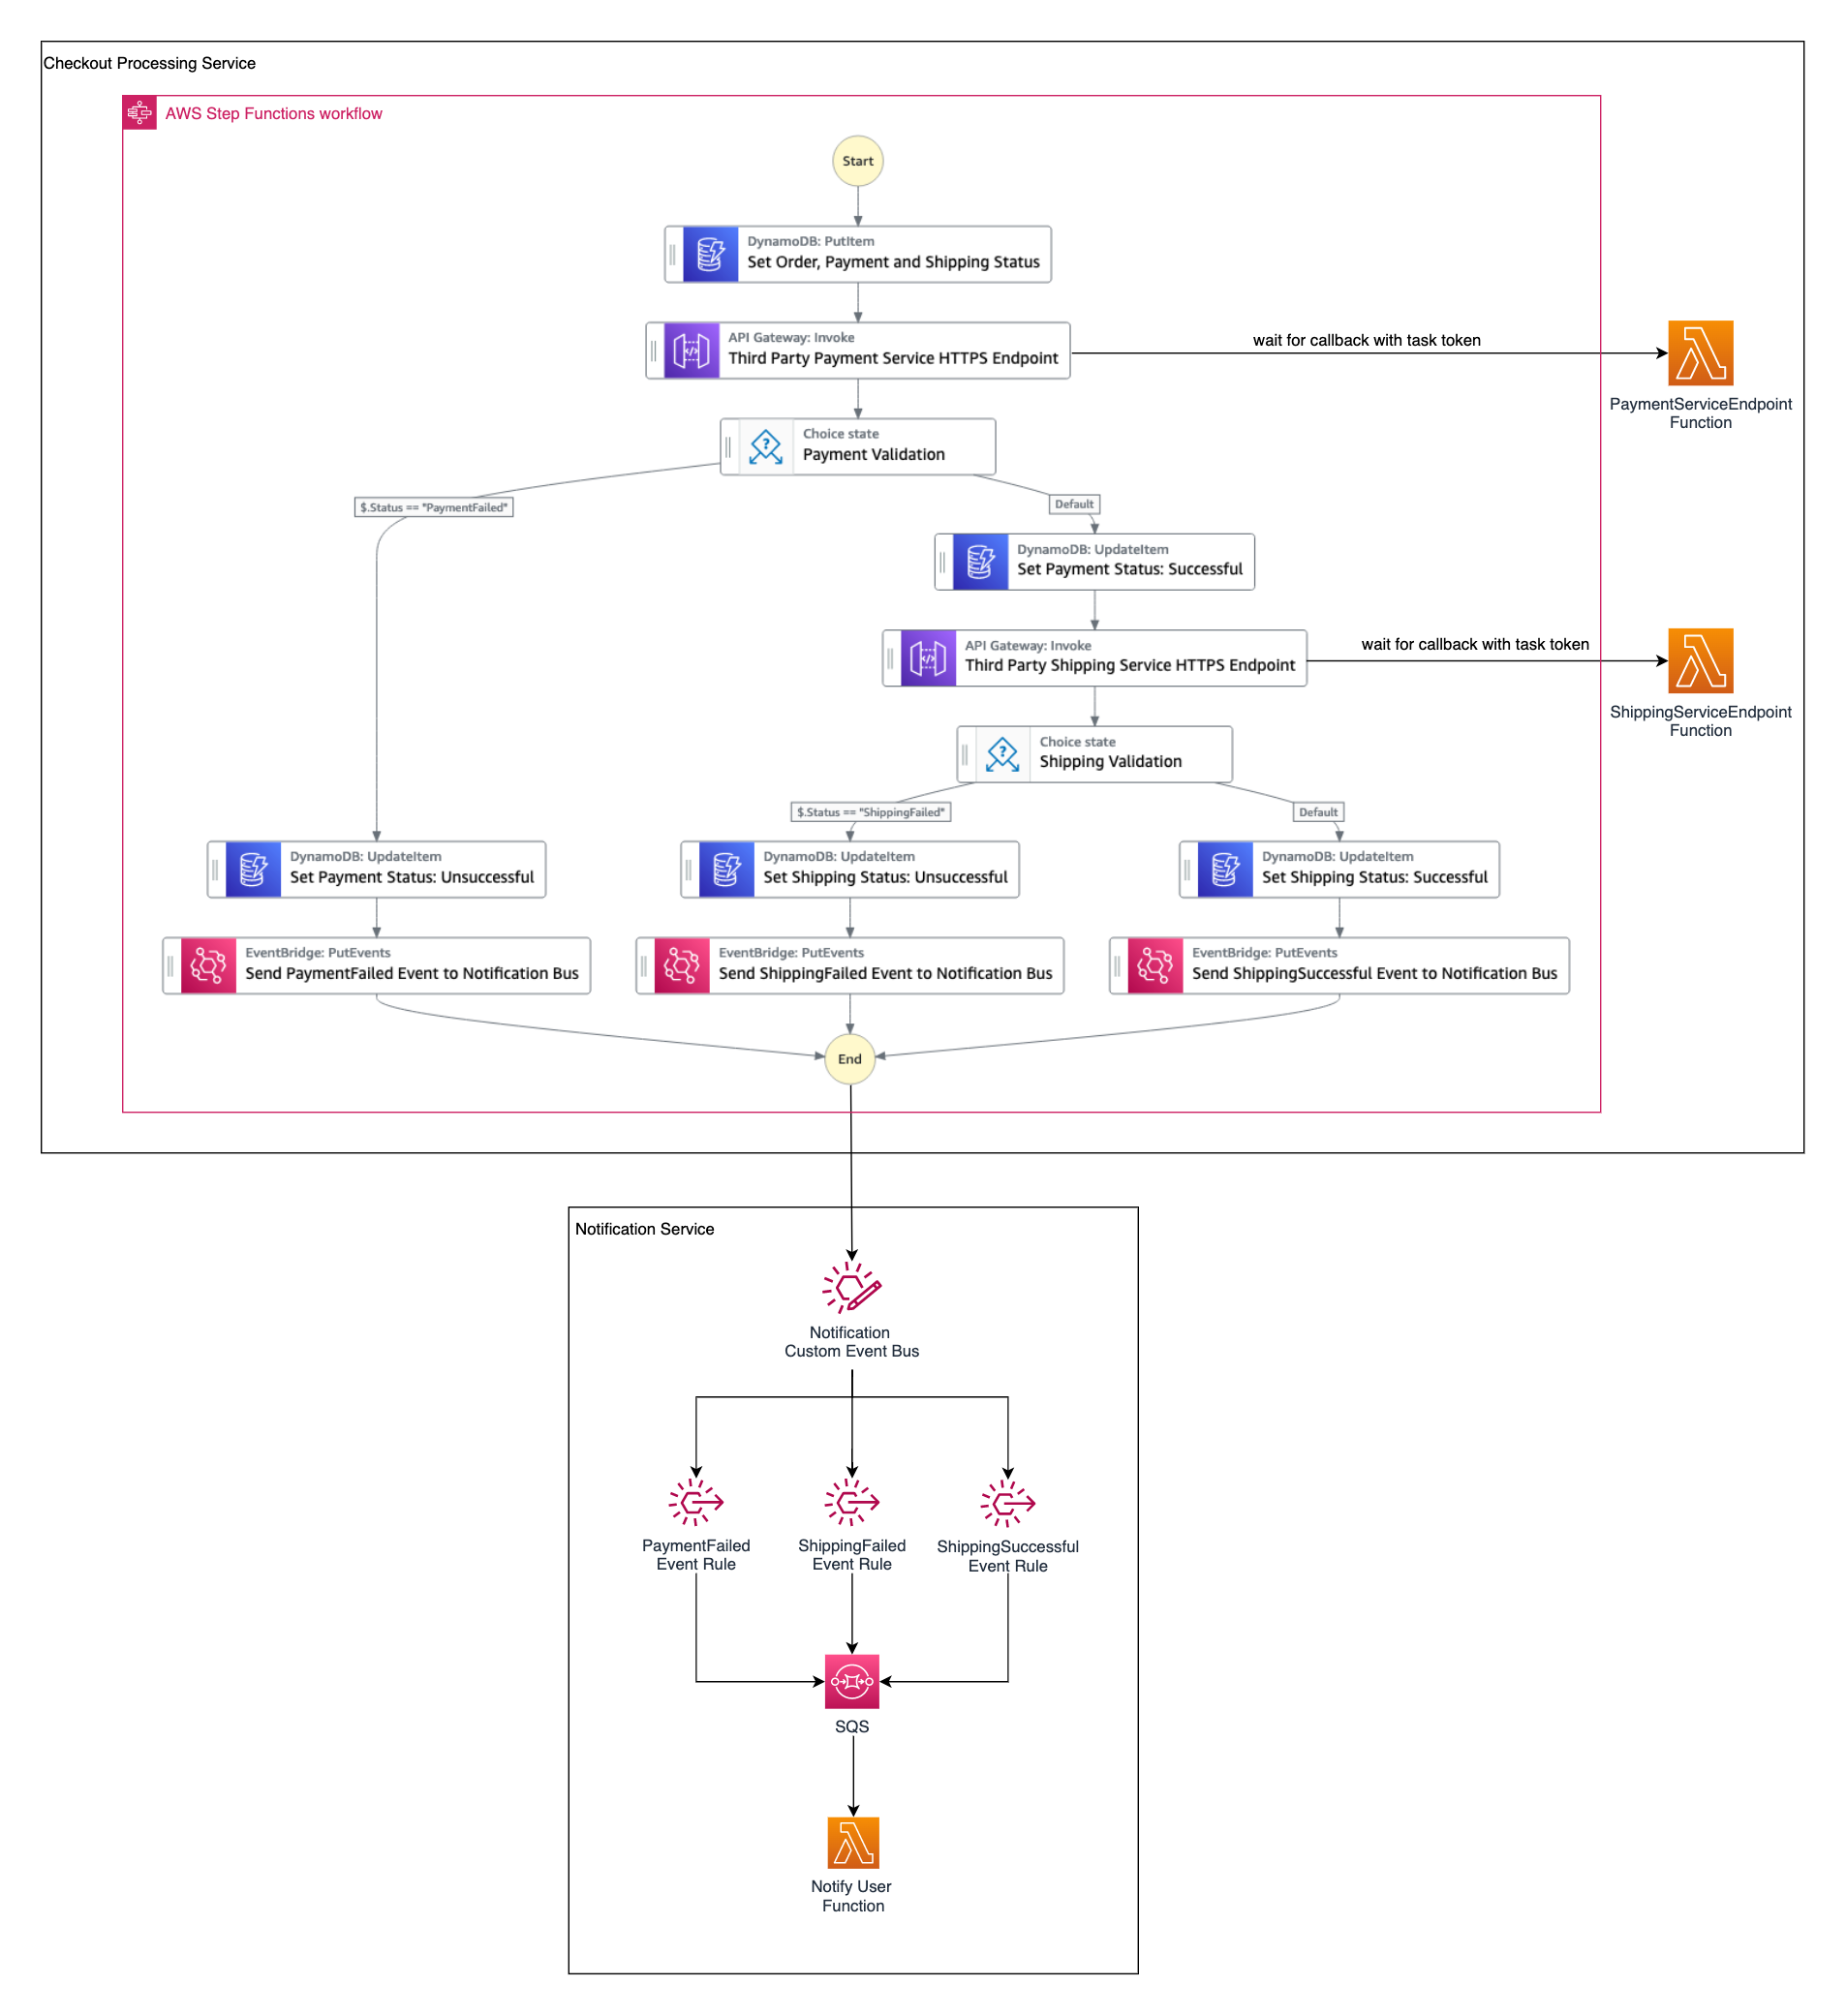 Checkout Processing Service
AWS Step Functions workflow
Start
DynamoDB: PutItem
Set Order, Payment and Shipping Status
API Gateway: Invoke
Third Party Payment Service HTTPS Endpoint
wait for callback with task token
PaymentServiceEndpoint
Function
Choice state
Payment Validation
$.Status == "PaymentFailed"
Default
DynamoDB: UpdateItem
Set Payment Status: Successful
API Gateway: Invoke
Third Party Shipping Service HTTPS Endpoint
wait for callback with task token
ShippingServiceEndpoint
Function
Choice state
Shipping Validation
$.Status == "ShippingFailed"
Default
DynamoDB: UpdateItem
Set Payment Status: Unsuccessful
DynamoDB: UpdateItem
Set Shipping Status: Unsuccessful
DynamoDB: UpdateItem
Set Shipping Status: Successful
EventBridge: PutEvents
Send PaymentFailed Event to Notification Bus
EventBridge: PutEvents
Send ShippingFailed Event to Notification Bus
EventBridge: PutEvents
Send ShippingSuccessful Event to Notification Bus
End
Notification Service
Notification
Custom Event Bus
PaymentFailed
Event Rule
ShippingFailed
Event Rule
ShippingSuccessful
Event Rule
SQS
Notify User
Function